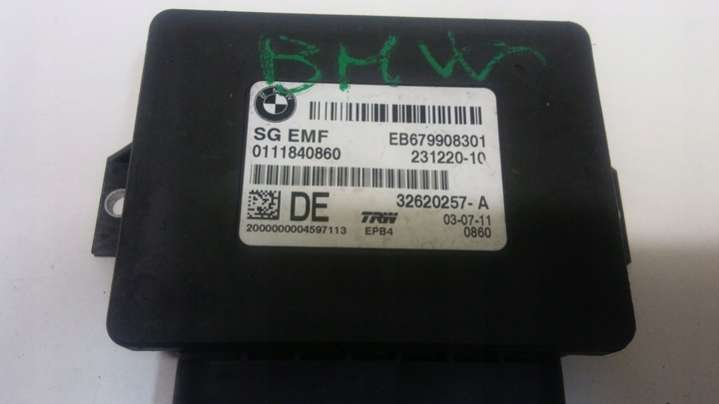 BMW
SG EMF EB679908301
0111840860 231220-10
DE 32620257-A
TRW 03-07-11
2000000004597113 EPB4 0860